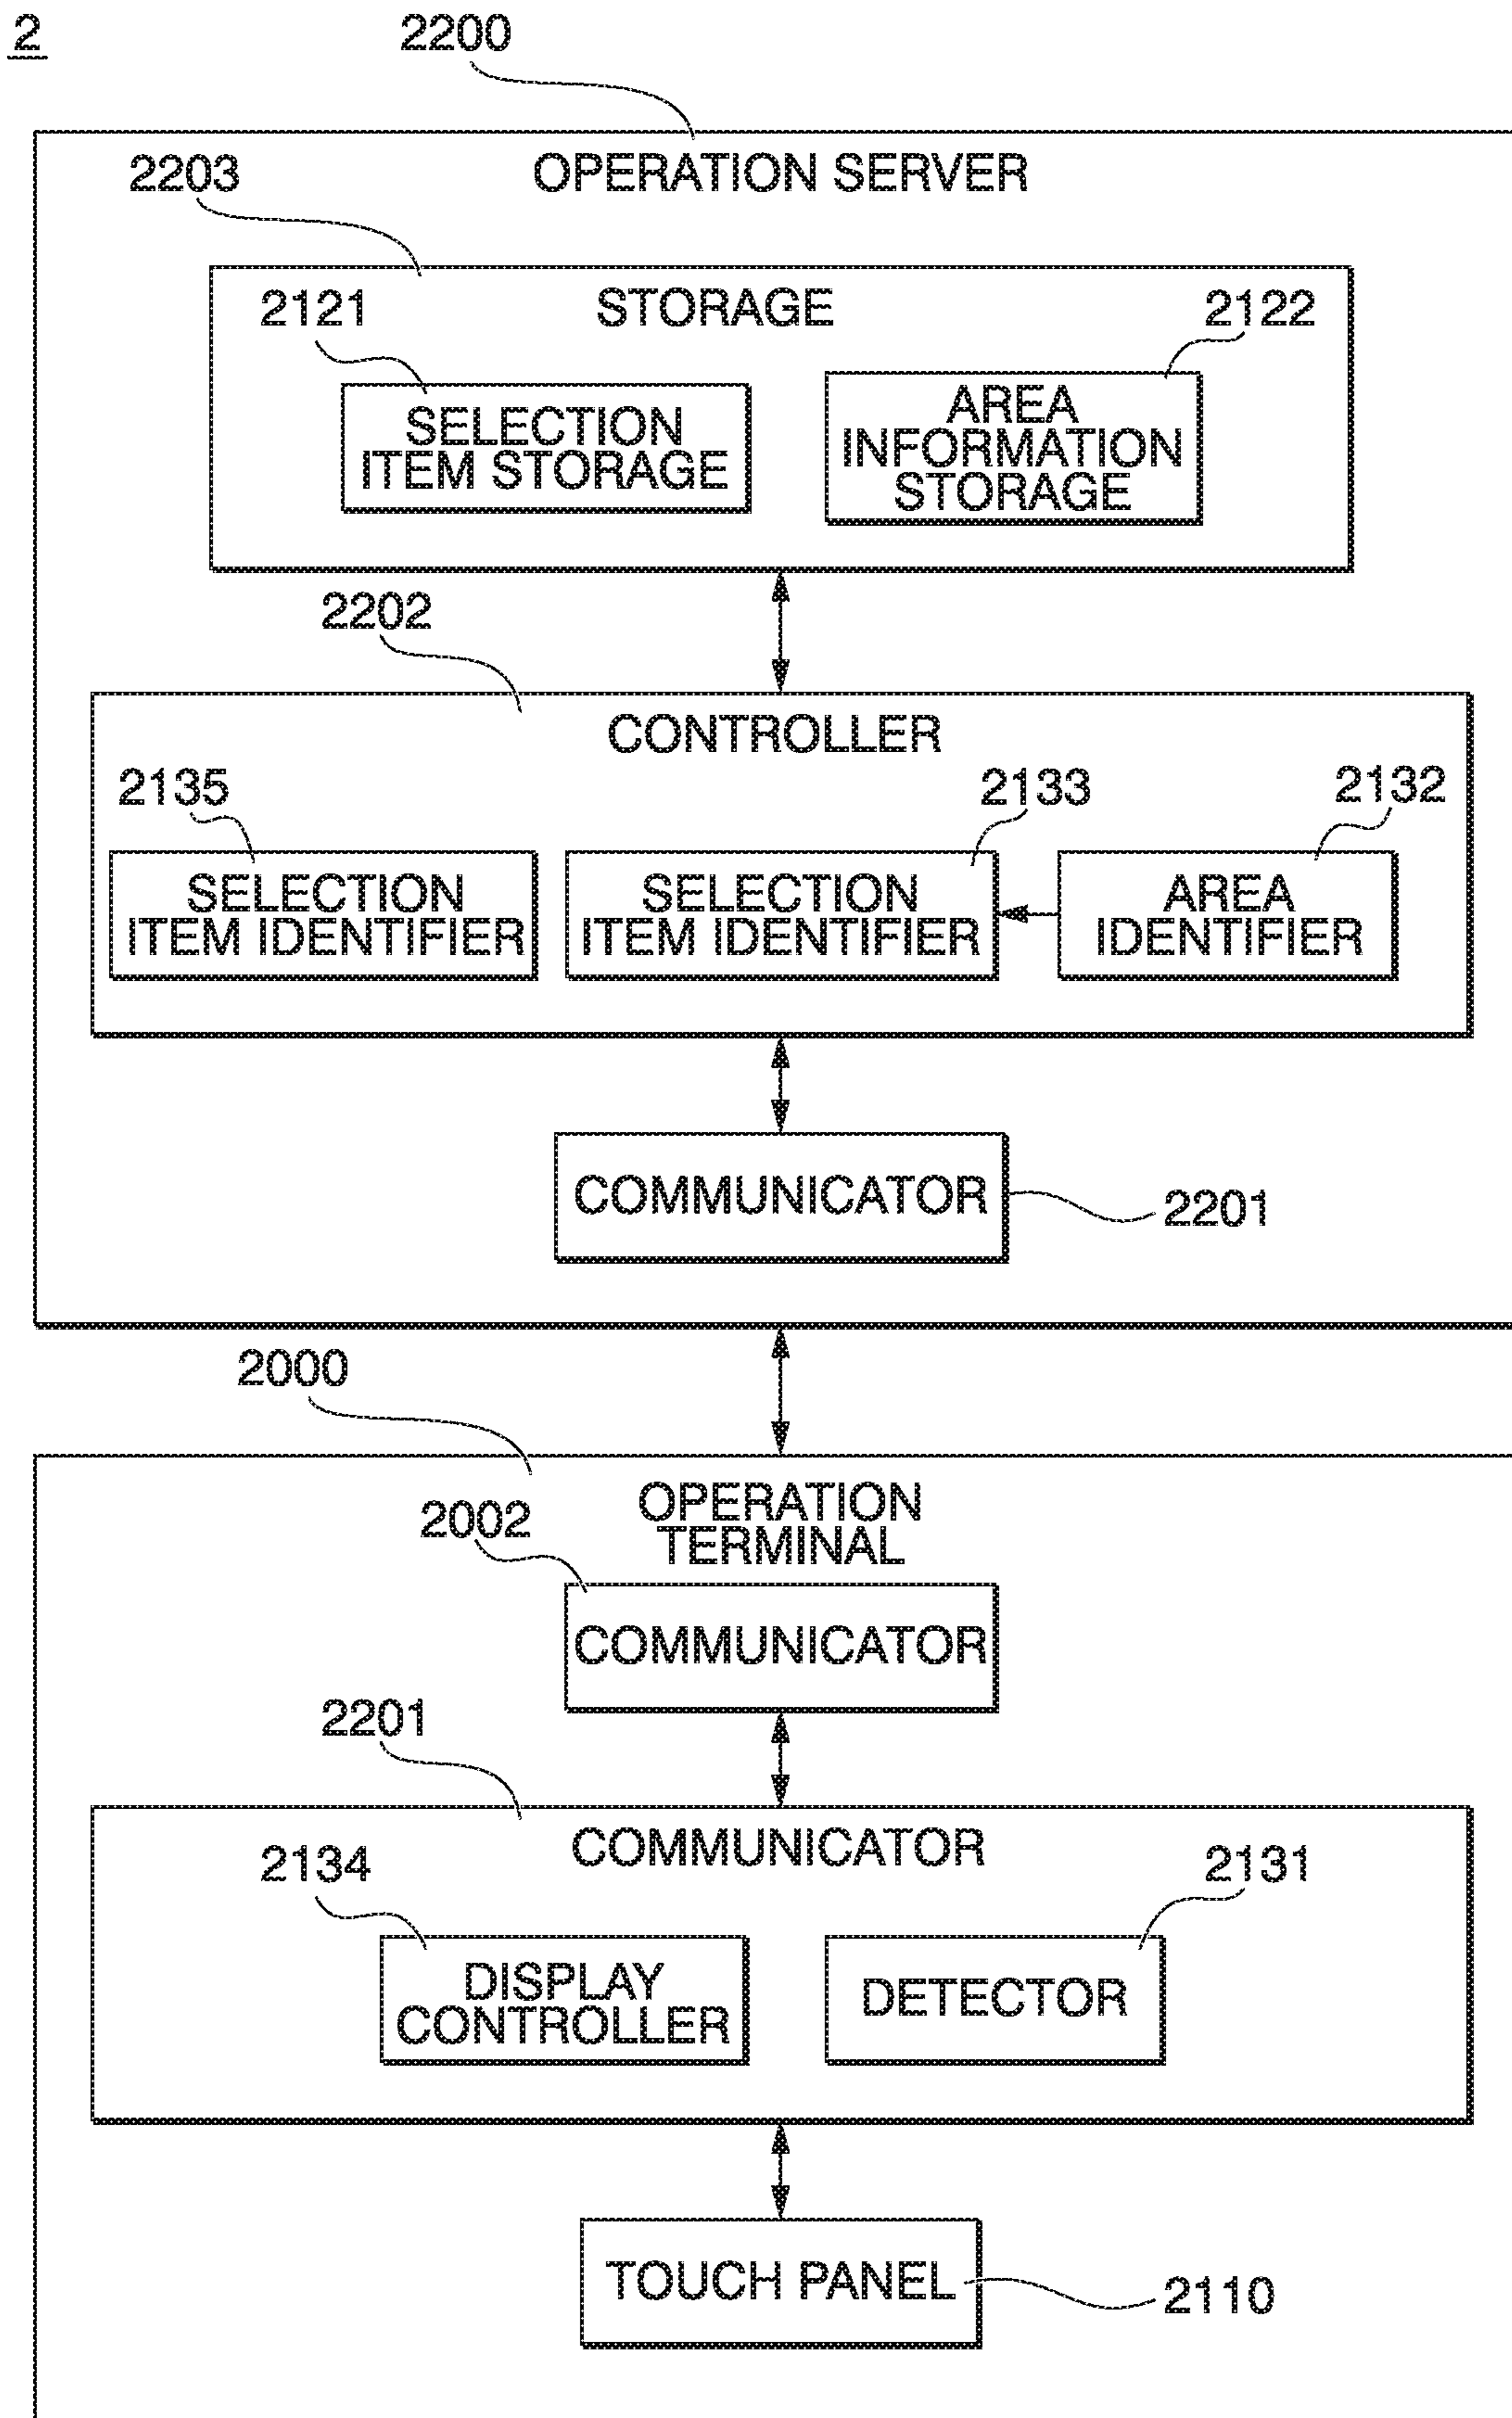 2
2200
OPERATION SERVER
2203
STORAGE
2121
2122
SELECTION
ITEM STORAGE
AREA
INFORMATION
STORAGE
2202
CONTROLLER
2135
2133
2132
SELECTION
ITEM IDENTIFIER
SELECTION
ITEM IDENTIFIER
AREA
IDENTIFIER
COMMUNICATOR
2201
2000
OPERATION
TERMINAL
2002
COMMUNICATOR
2201
COMMUNICATOR
2134
2131
DISPLAY
CONTROLLER
DETECTOR
TOUCH PANEL
2110